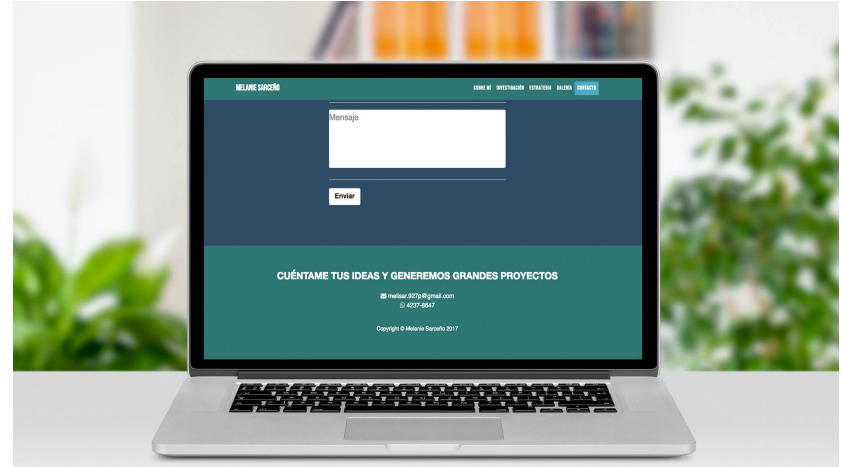 MELANIE SARCEÑO
SOBRE MÍ INVESTIGACIÓN ESTRATEGIA GALERÍA CONTACTO
Mensaje
Enviar
CUÉNTAME TUS IDEAS Y GENEREMOS GRANDES PROYECTOS
melisar.927p@gmail.com
4237-8647
Copyright © Melanie Sarceño 2017